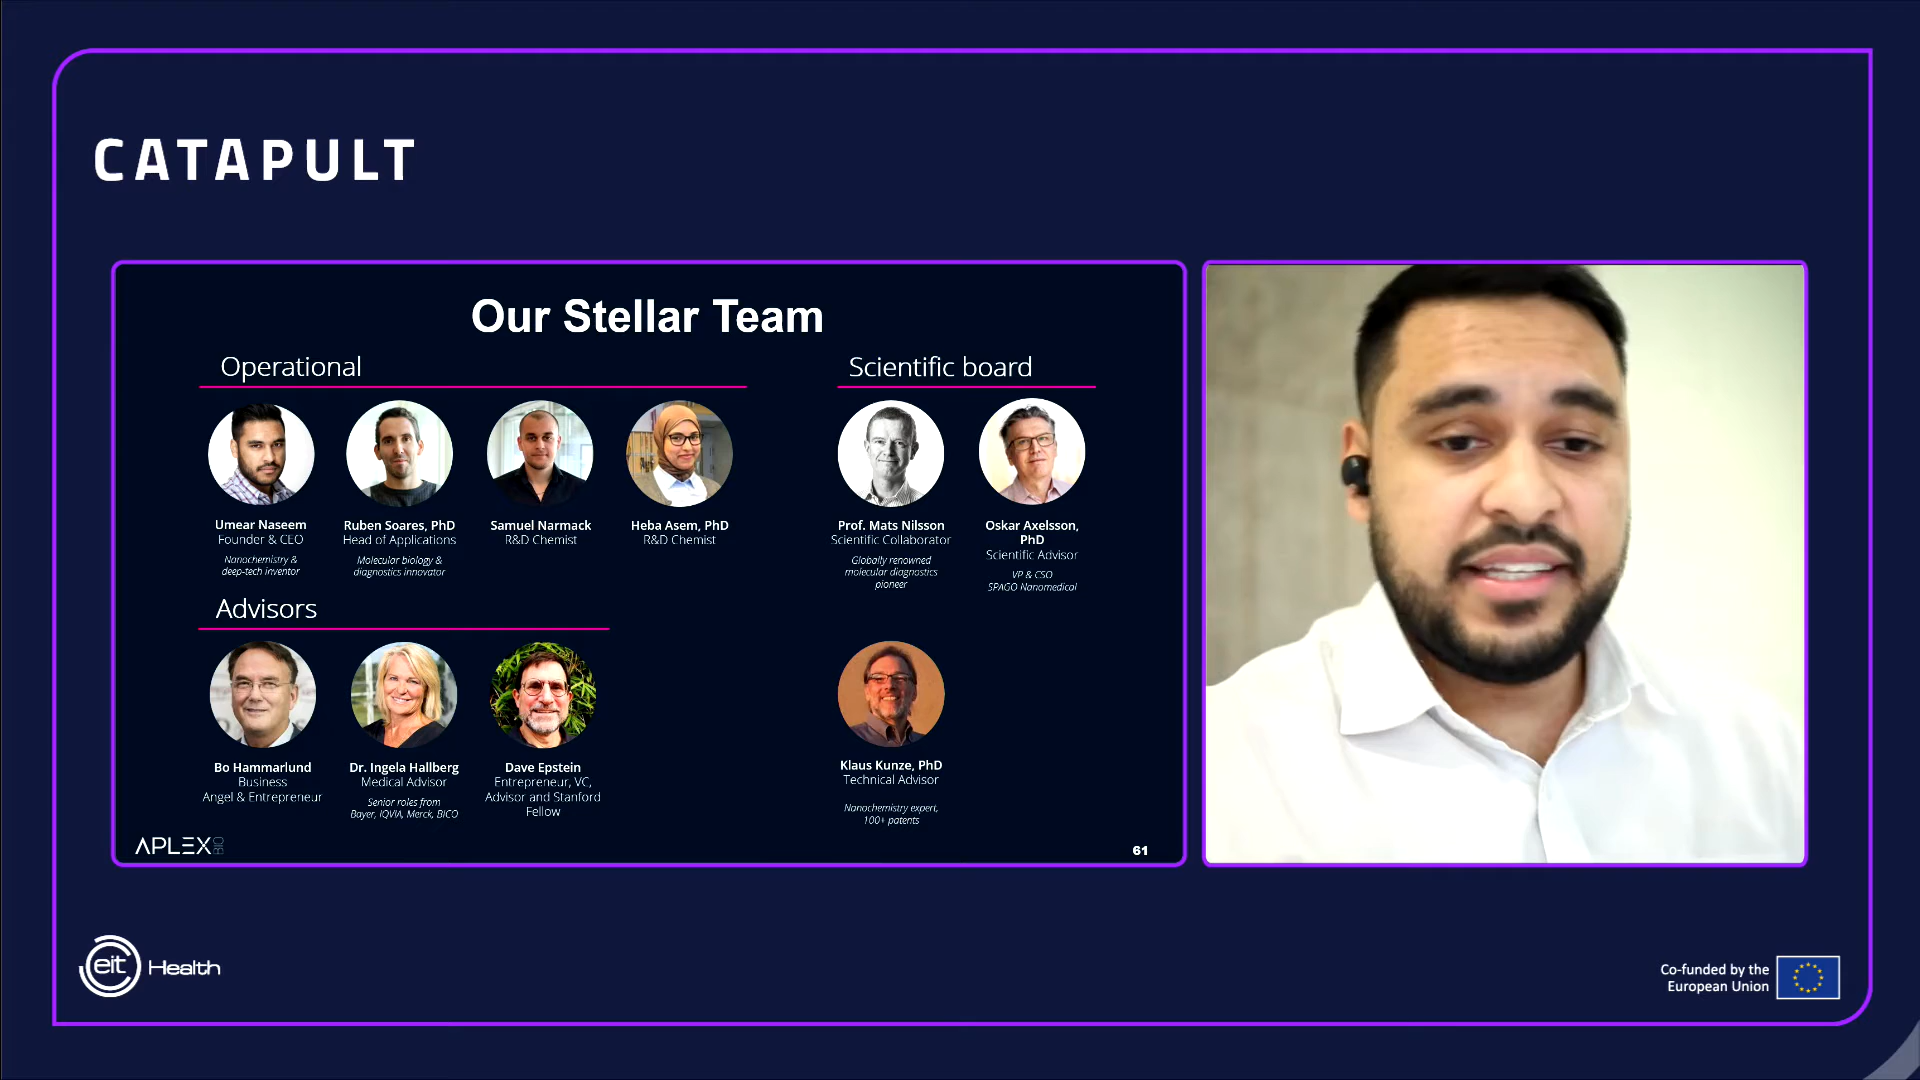 CATAPULT
Our Stellar Team
Operational
Umear Naseem
Founder & CEO
Nanochemistry &
deep-tech inventor
Ruben Soares, PhD
Head of Applications
Molecular biology &
diagnostics innovator
Samuel Narmack
R&D Chemist
Heba Asem, PhD
R&D Chemist
Scientific board
Prof. Mats Nilsson
Scientific Collaborator
Globally renowned
molecular diagnostics
pioneer
Oskar Axelsson,
PhD
Scientific Advisor
VP & CSO
SPAGO Nanomedical
Advisors
Bo Hammarlund
Business
Angel & Entrepreneur
Dr. Ingela Hallberg
Medical Advisor
Senior roles from
Bayer, IQVIA, Merck, BICO
Dave Epstein
Entrepreneur, VC,
Advisor and Stanford
Fellow
Klaus Kunze, PhD
Technical Advisor
Nanochemistry expert,
100+ patents
APLEX BIO
61
eit Health
Co-funded by the
European Union